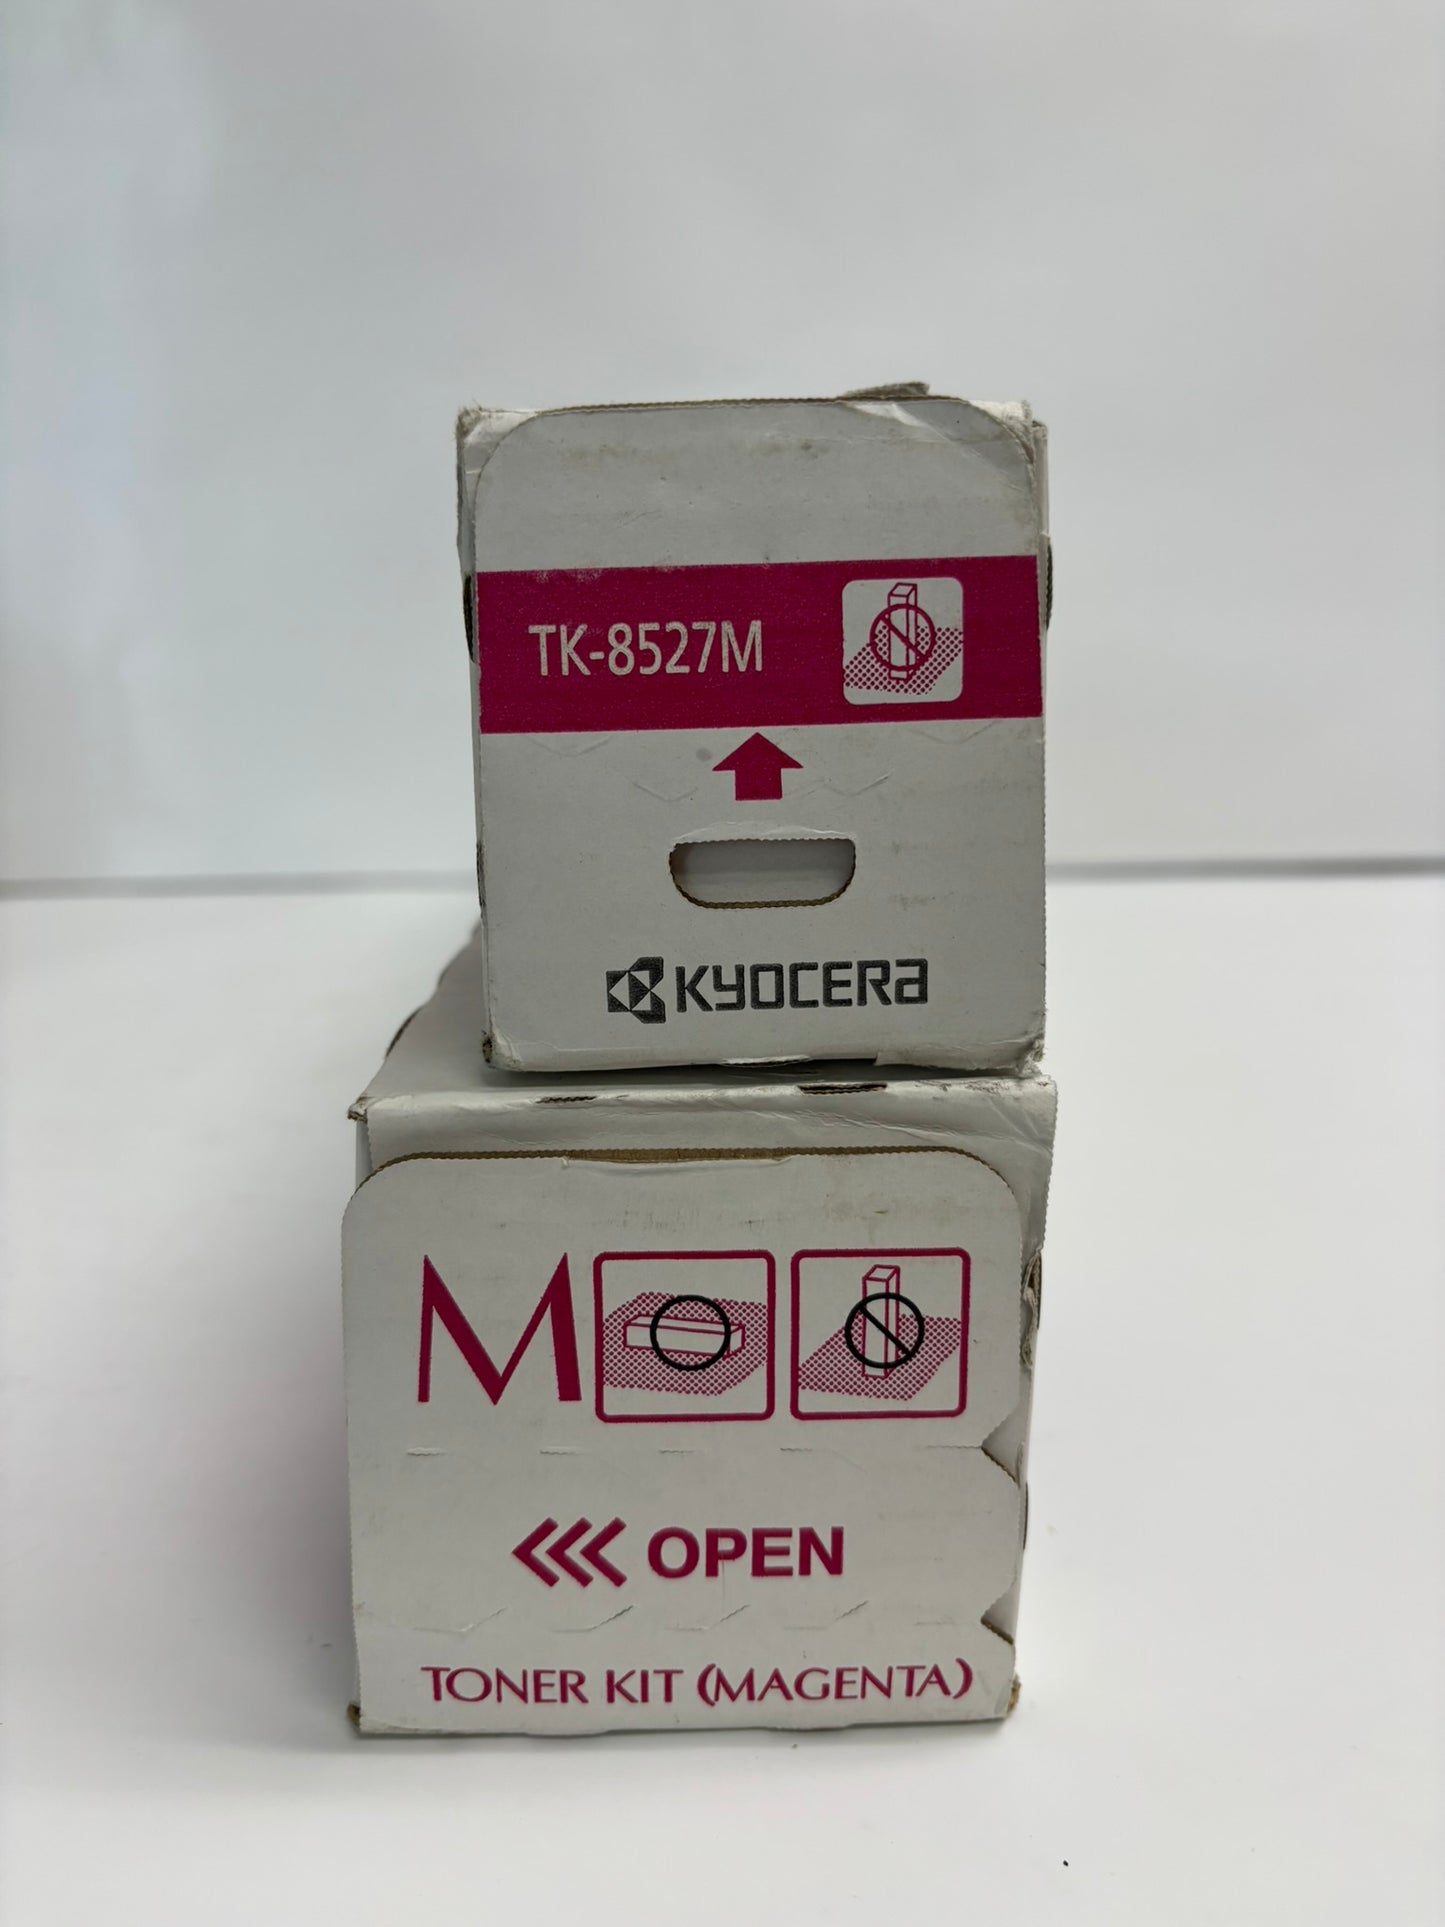 TK-8527M
KYOCERA
M
OPEN
TONER KIT (MAGENTA)